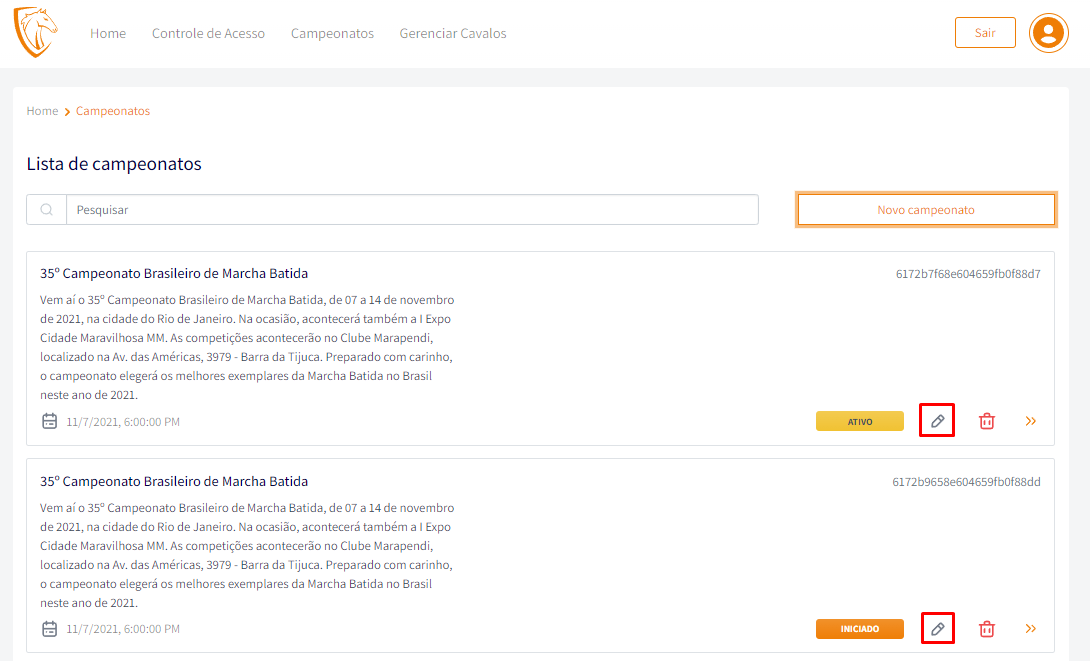 Home Controle de Acesso Campeonatos Gerenciar Cavalos Sair
Home > Campeonatos
Lista de campeonatos
Pesquisar Novo campeonato
35º Campeonato Brasileiro de Marcha Batida 6172b7f68e604659fb0f88d7
Vem aí o 35º Campeonato Brasileiro de Marcha Batida, de 07 a 14 de novembro
de 2021, na cidade do Rio de Janeiro. Na ocasião, acontecerá também a I Expo
Cidade Maravilhosa MM. As competições acontecerão no Clube Marapendi,
localizado na Av. das Américas, 3979 - Barra da Tijuca. Preparado com carinho,
o campeonato elegerá os melhores exemplares da Marcha Batida no Brasil
neste ano de 2021.
11/7/2021, 6:00:00 PM ATIVO
35º Campeonato Brasileiro de Marcha Batida 6172b9658e604659fb0f88dd
Vem aí o 35º Campeonato Brasileiro de Marcha Batida, de 07 a 14 de novembro
de 2021, na cidade do Rio de Janeiro. Na ocasião, acontecerá também a I Expo
Cidade Maravilhosa MM. As competições acontecerão no Clube Marapendi,
localizado na Av. das Américas, 3979 - Barra da Tijuca. Preparado com carinho,
o campeonato elegerá os melhores exemplares da Marcha Batida no Brasil
neste ano de 2021.
11/7/2021, 6:00:00 PM INICIADO